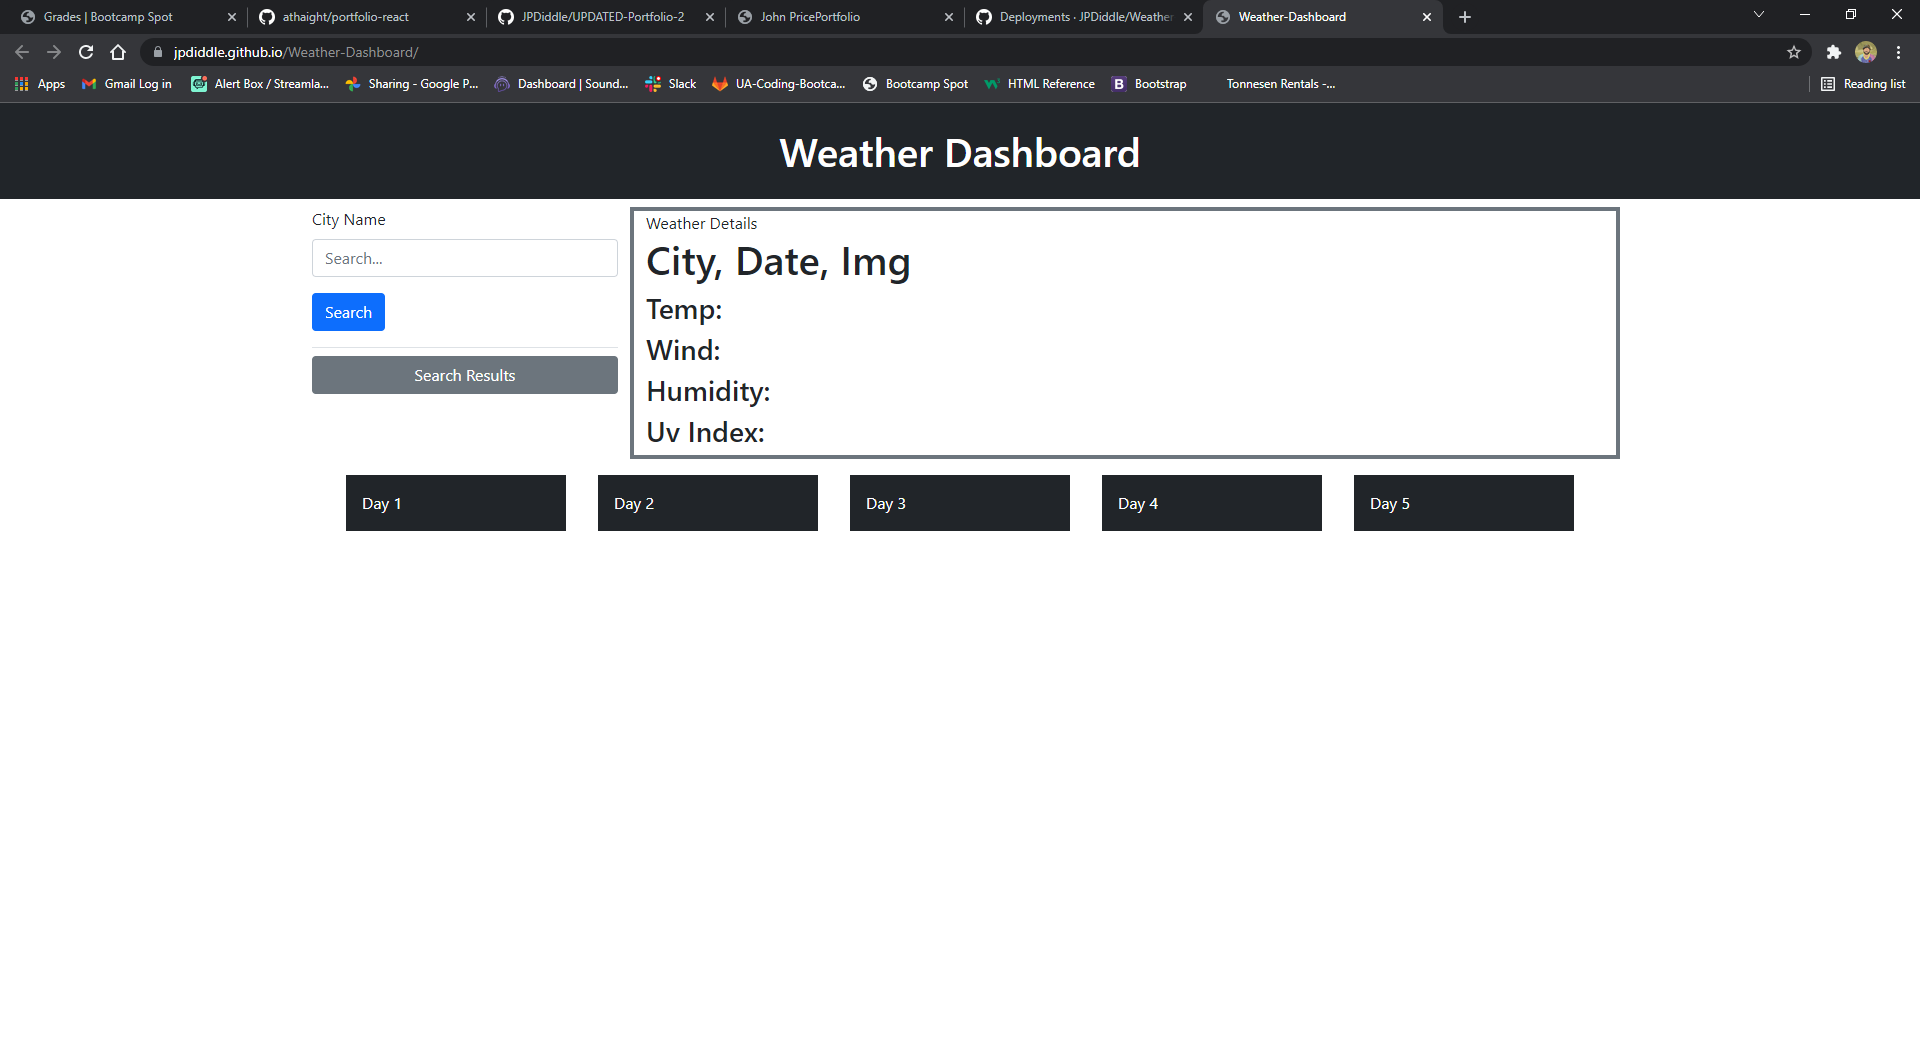 Grades | Bootcamp Spot
athaight/portfolio-react
JPDiddle/UPDATED-Portfolio-2
John PricePortfolio
Deployments · JPDiddle/Weather
Weather-Dashboard
jpdiddle.github.io/Weather-Dashboard/
Apps
Gmail Log in
Alert Box / Streamla...
Sharing - Google P...
Dashboard | Sound...
Slack
UA-Coding-Bootca...
Bootcamp Spot
HTML Reference
B Bootstrap
Tonnesen Rentals -...
Reading list
Weather Dashboard
City Name
Search...
Search
Search Results
Weather Details
City, Date, Img
Temp:
Wind:
Humidity:
Uv Index:
Day 1
Day 2
Day 3
Day 4
Day 5